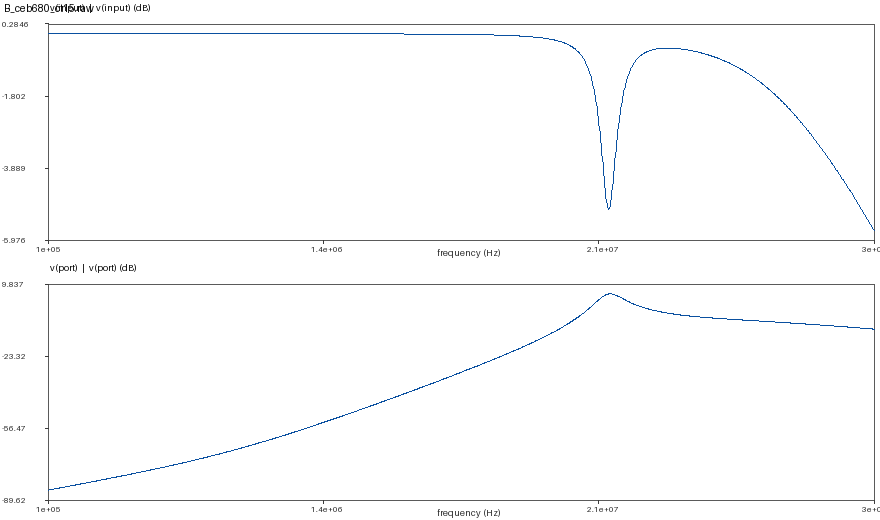 v(input) (dB)
0.2846
-1.802
-3.889
-5.976
1e+05
1.4e+06
2.1e+07
3e+0
frequency (Hz)
v(port) | v(port) (dB)
9.837
-23.32
-56.47
-89.62
1e+05
1.4e+06
2.1e+07
3e+0
frequency (Hz)